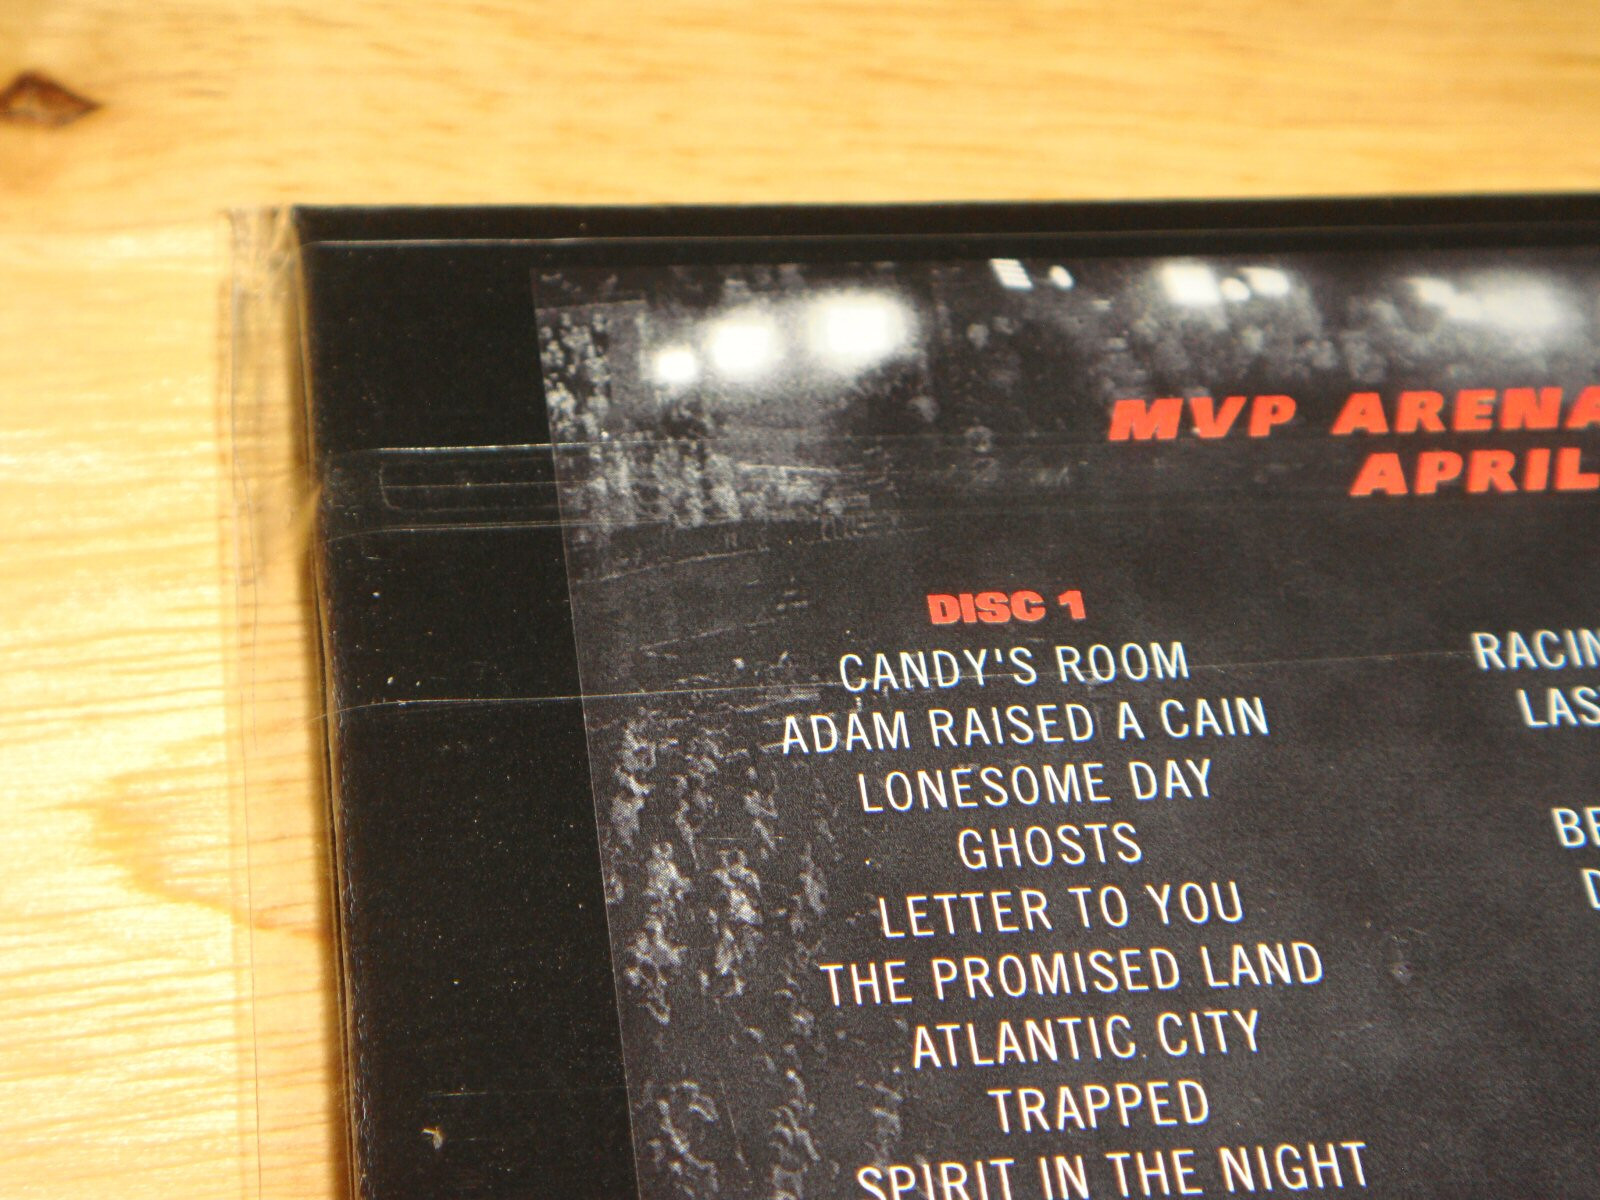 MVP ARENA
APRIL
DISC 1
CANDY'S ROOM
ADAM RAISED A CAIN
LONESOME DAY
GHOSTS
LETTER TO YOU
THE PROMISED LAND
ATLANTIC CITY
TRAPPED
SPIRIT IN THE NIGHT